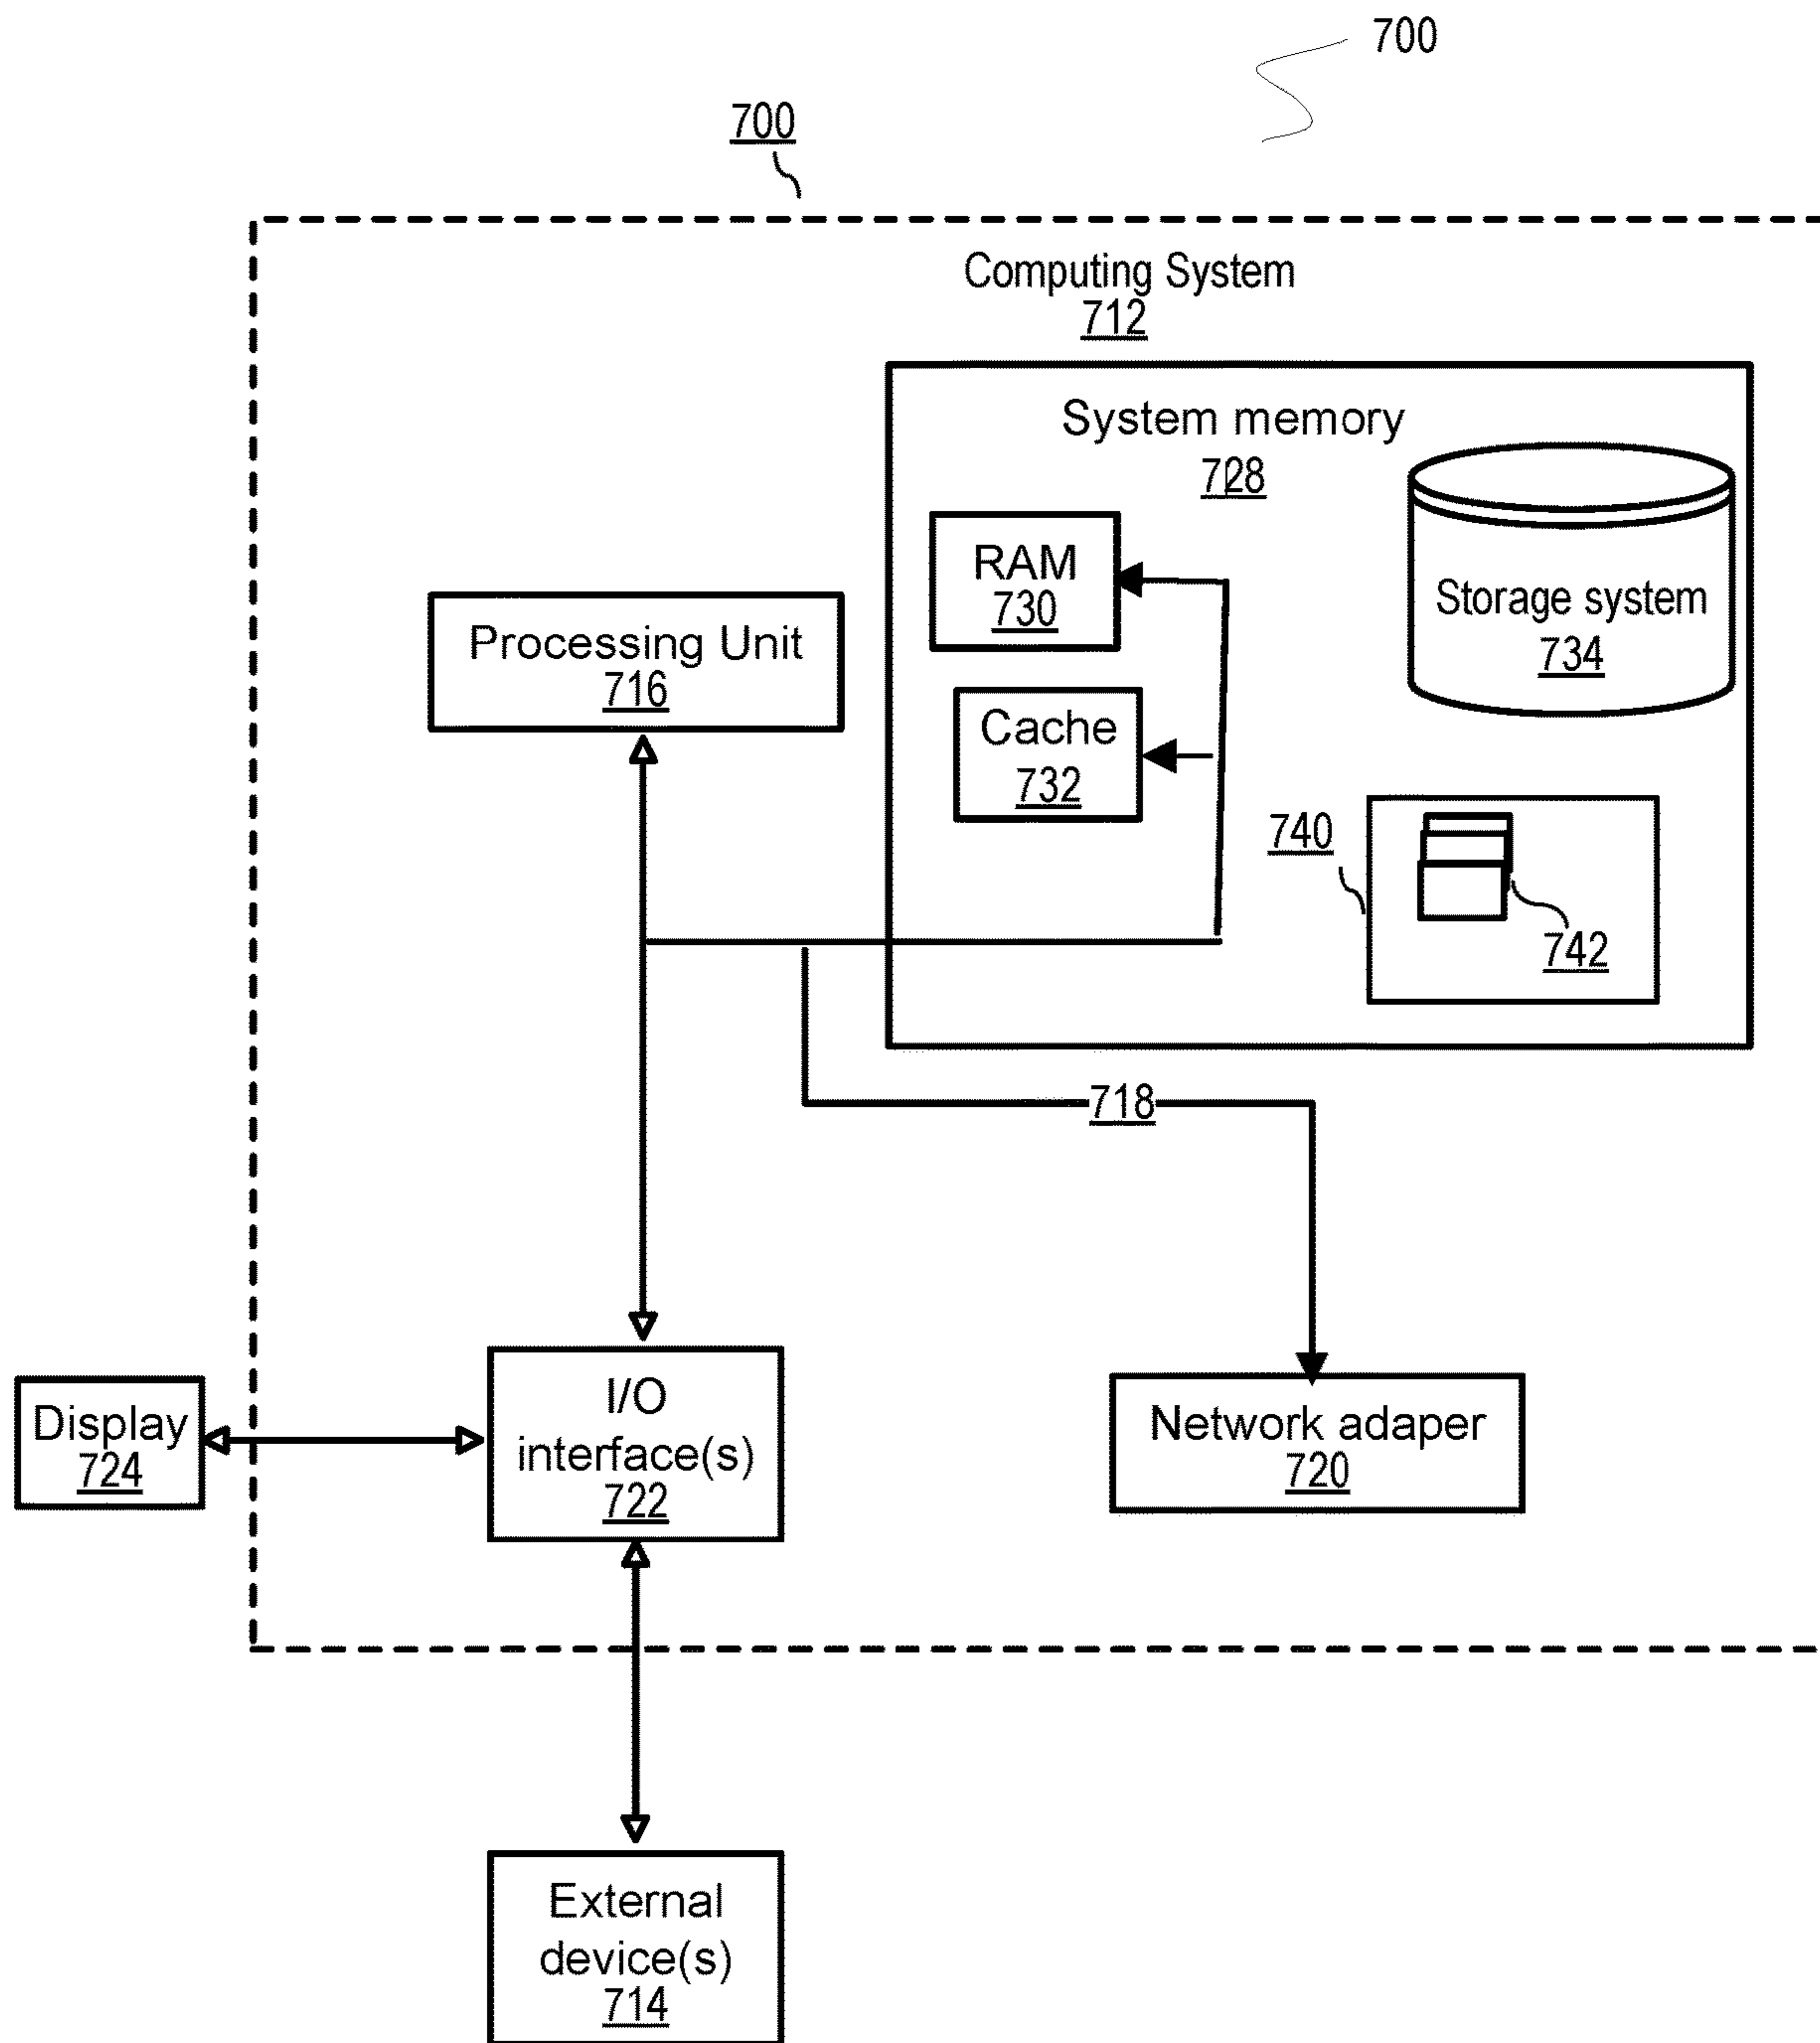 700
700
Computing System
712
System memory
728
RAM
730
Storage system
734
Processing Unit
716
Cache
732
740
742
718
Display
724
I/O
interface(s)
722
Network adaper
720
External
device(s)
714